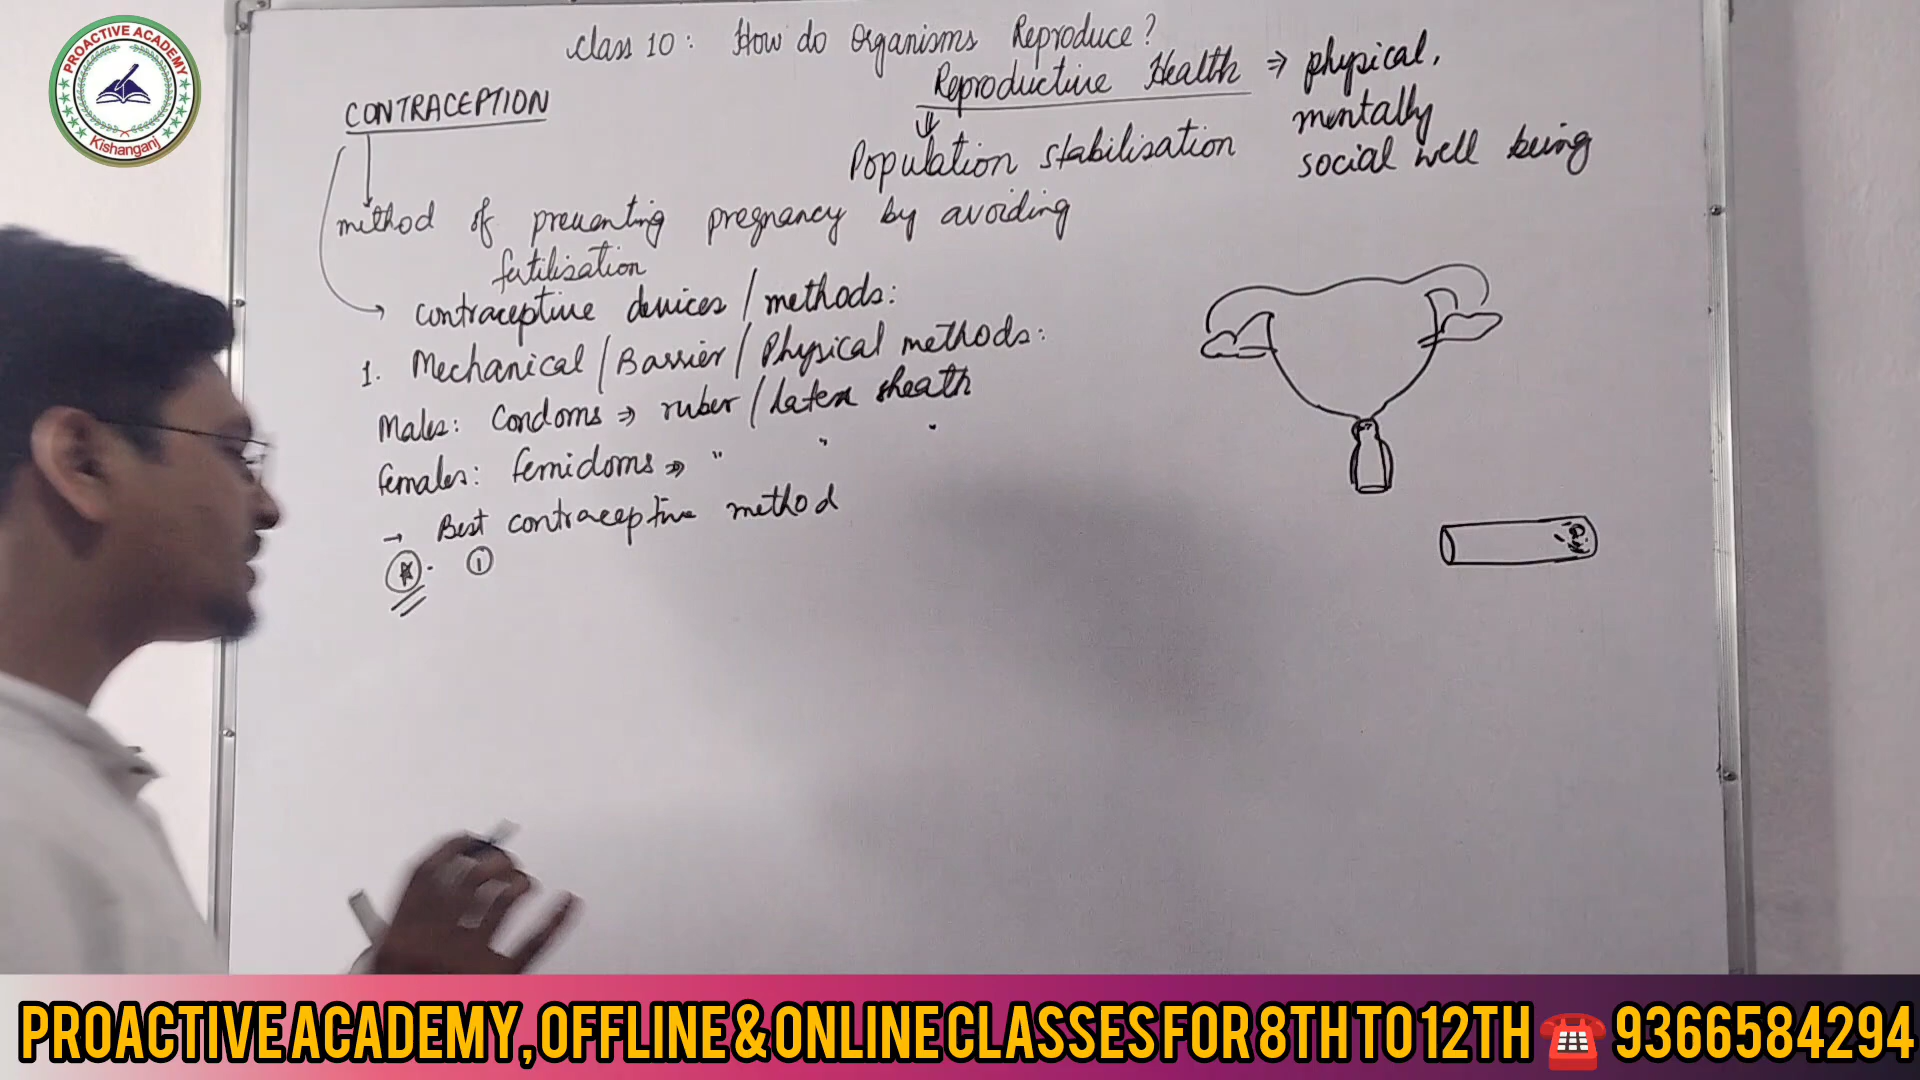 PROACTIVE ACADEMY
Kishanganj
Class 10: How do Organisms Reproduce?
Reproductive Health ⇒ physical,
mentally
social well being
Population stabilisation
CONTRACEPTION
method of preventing pregnancy by avoiding
fertilisation
contraceptive devices / methods:
1. Mechanical / Barrier / Physical methods:
Males: Condoms ⇒ ruber / latex sheath
females: femidoms ⇒ " " "
→ Best contraceptive method
* . 1
PROACTIVE ACADEMY, OFFLINE & ONLINE CLASSES FOR 8TH TO 12TH ☎ 9366584294